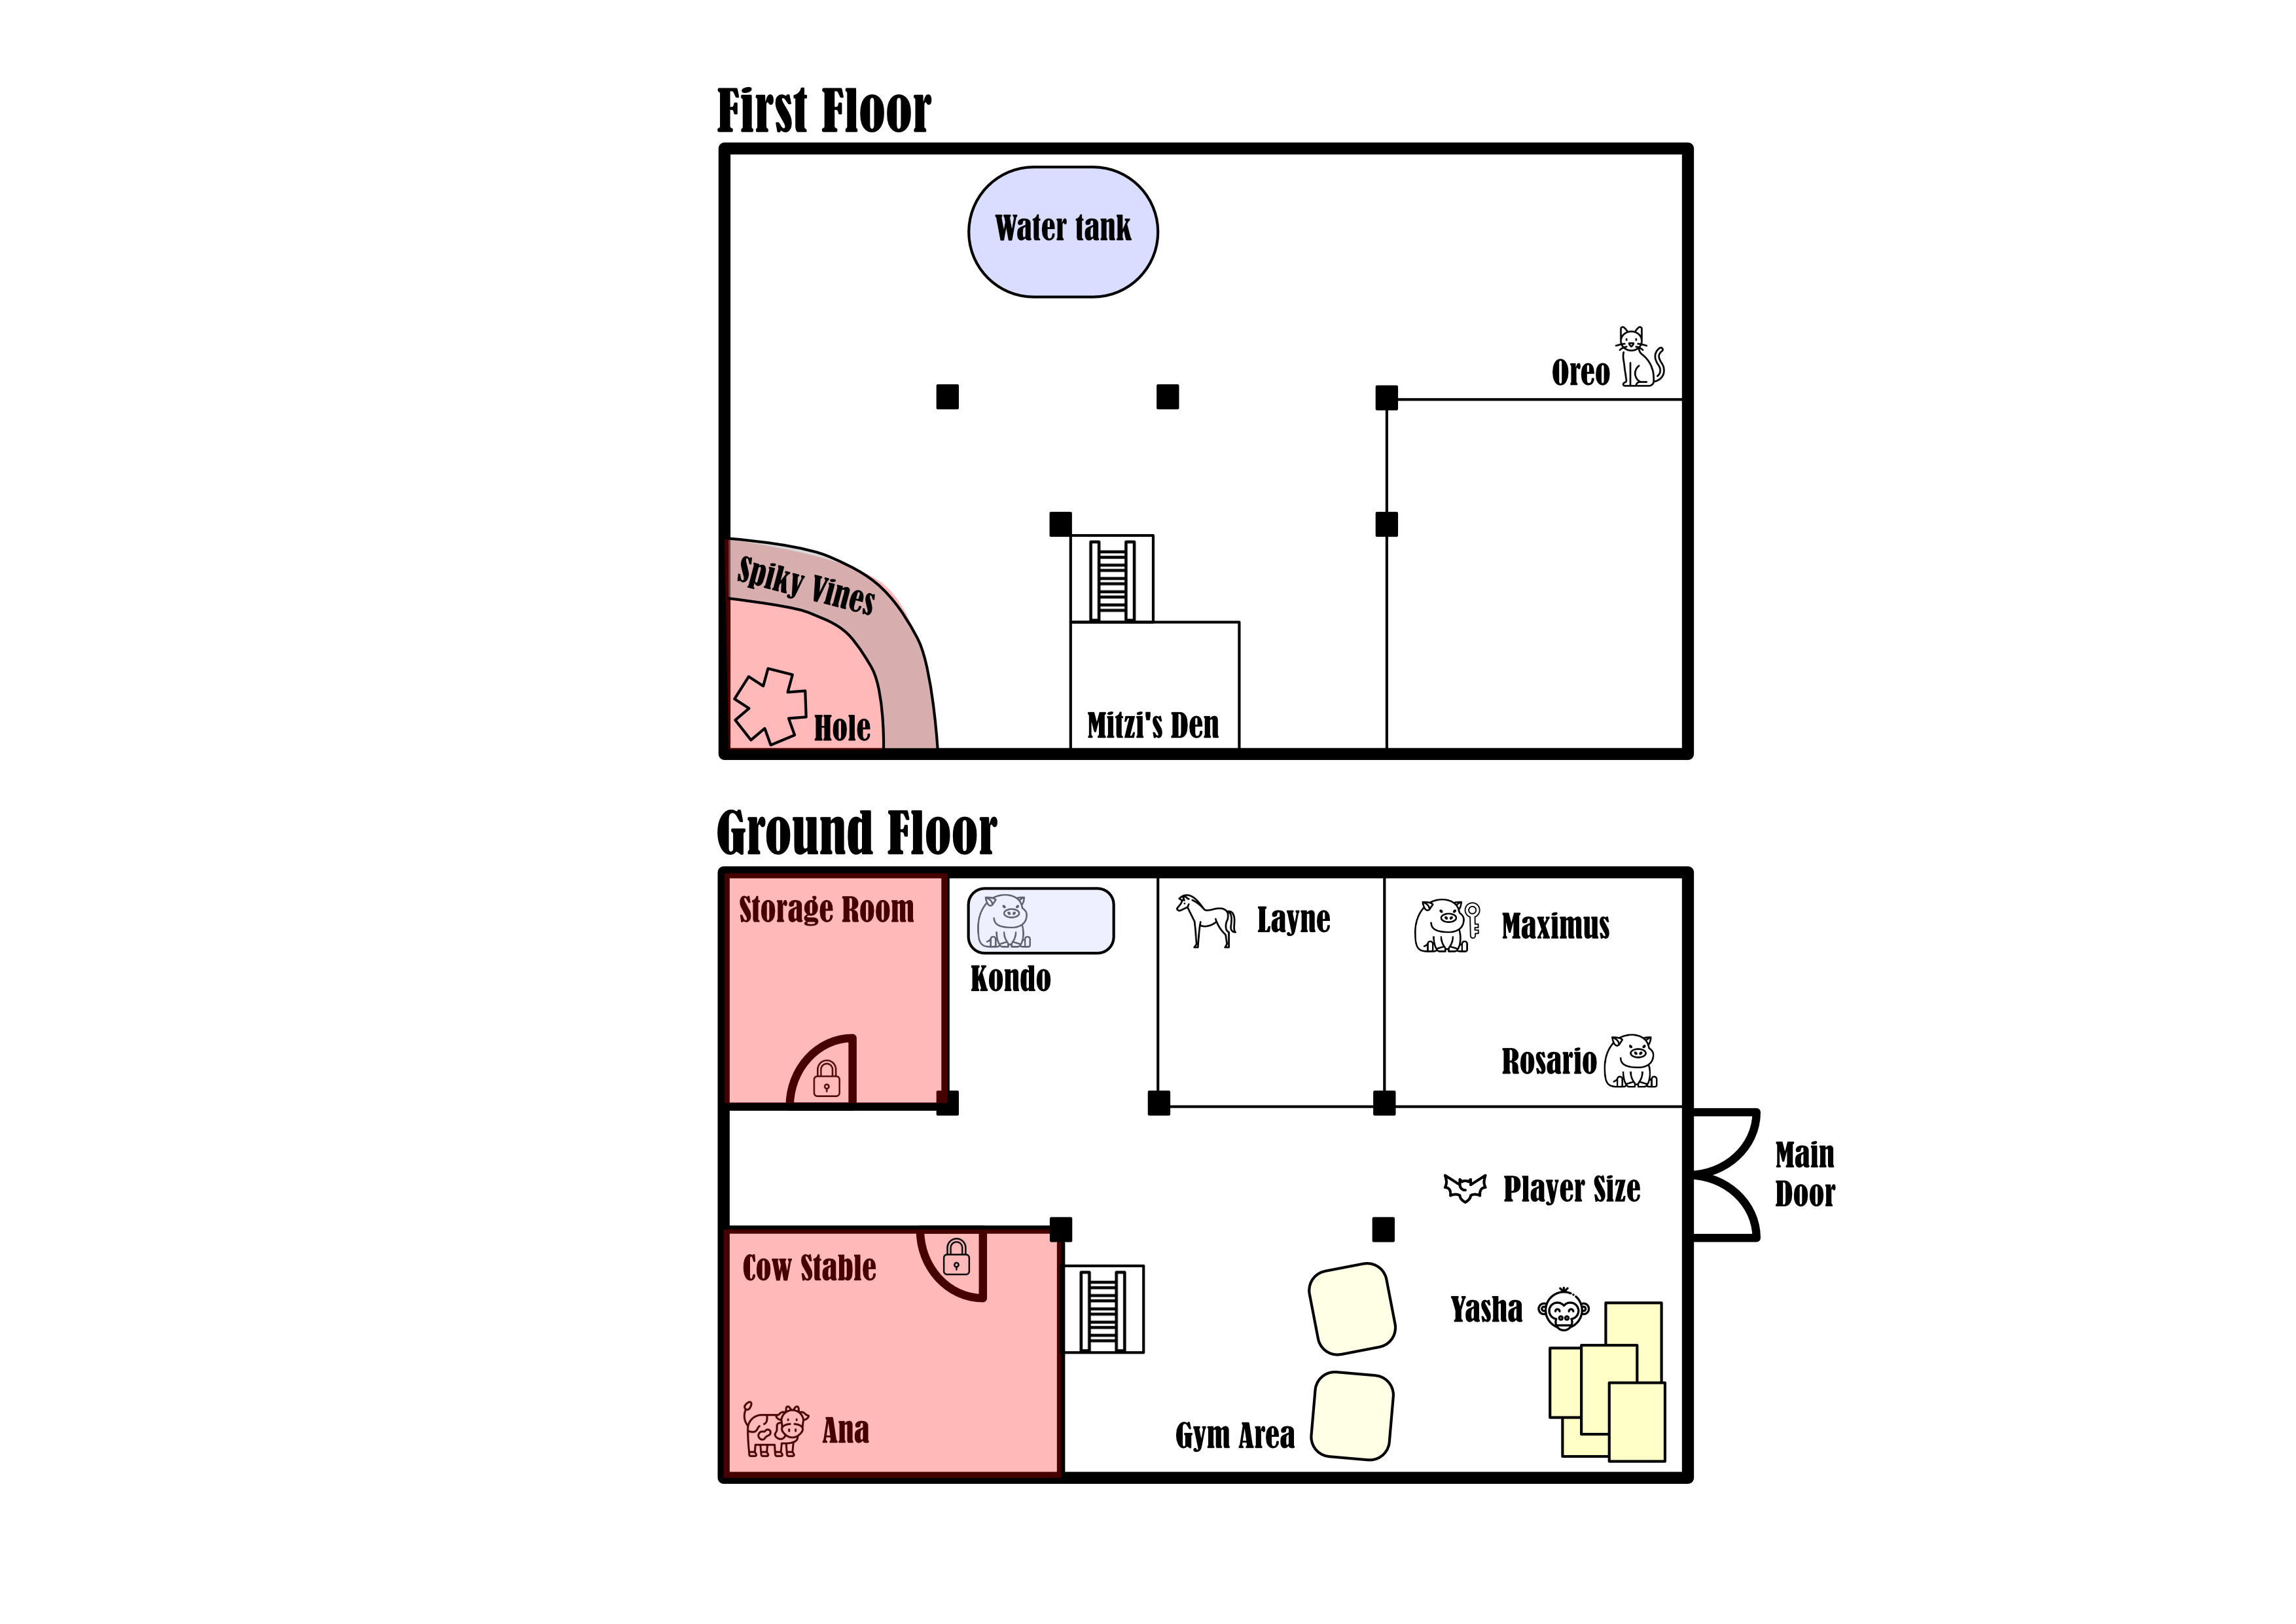 First Floor
Water tank
Oreo
Spiky Vines
Hole
Mitzi's Den
Ground Floor
Storage Room
Kondo
Layne
Maximus
Rosario
Main
Door
Player Size
Cow Stable
Yasha
Ana
Gym Area